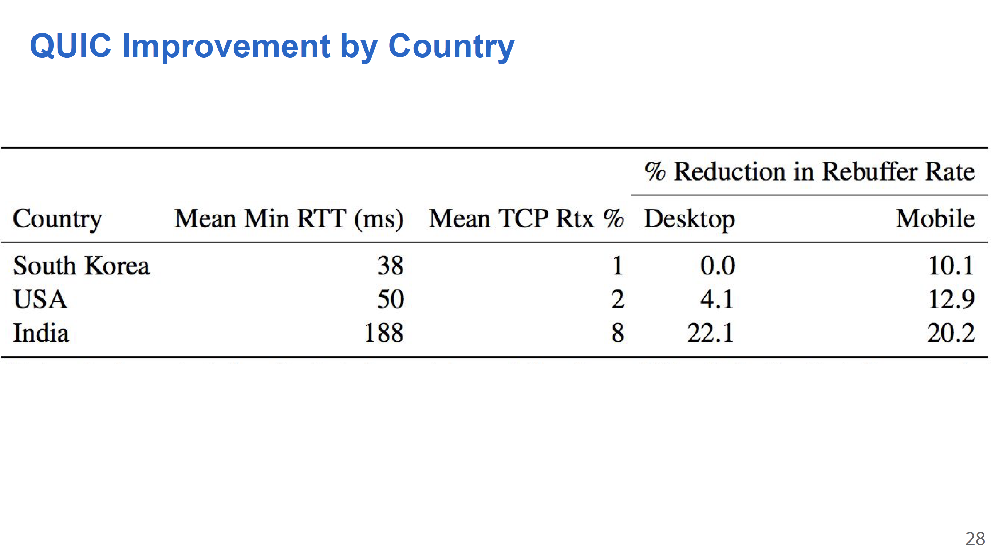 QUIC Improvement by Country
% Reduction in Rebuffer Rate
Country Mean Min RTT (ms) Mean TCP Rtx % Desktop Mobile
South Korea 38 1 0.0 10.1
USA 50 2 4.1 12.9
India 188 8 22.1 20.2
28